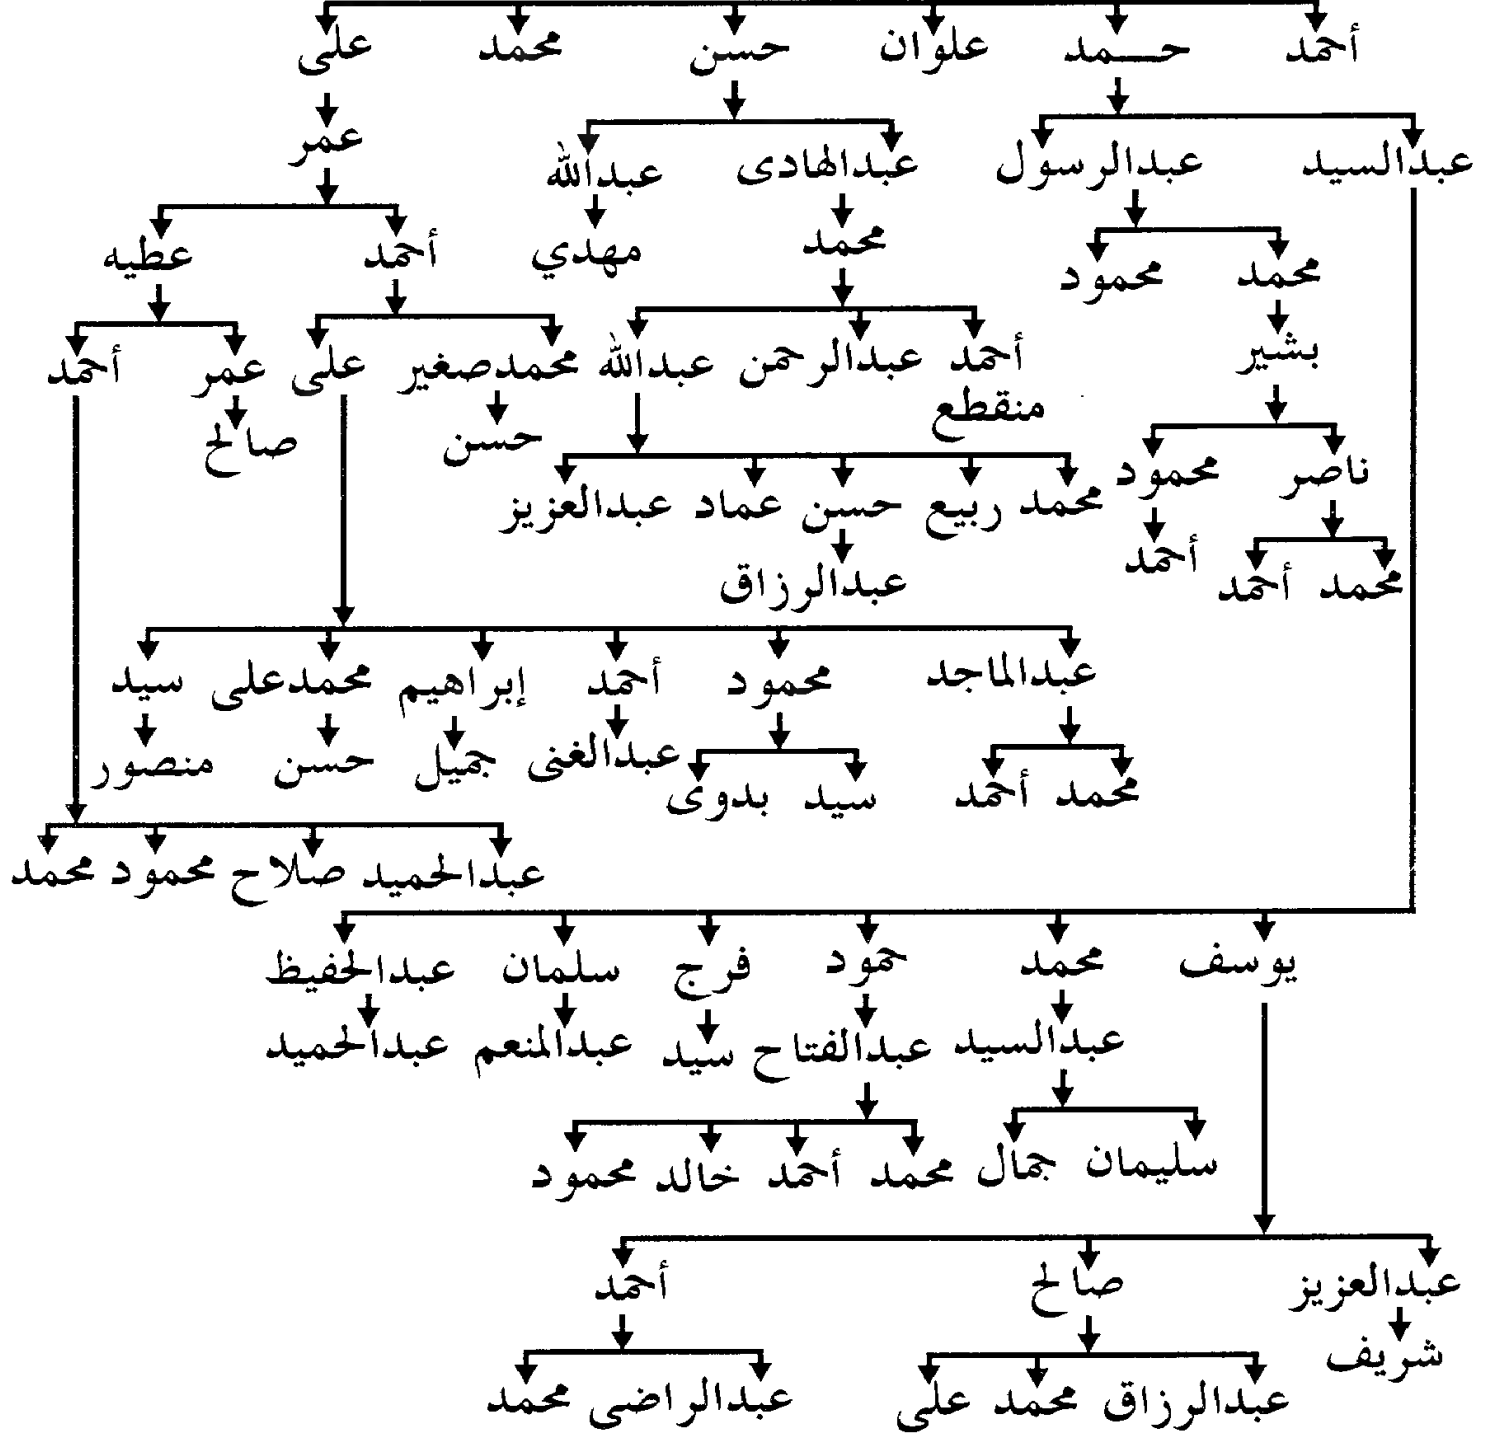 أحمد حـــمد علوان حسن محمد على
عمر
عبدالسيد عبدالرسول عبدالهادى عبدالله
محمد محمود محمد مهدي أحمد عطيه
بشير أحمد عبدالرحمن عبدالله محمدصغير على عمر أحمد
منقطع حسن صالح
ناصر محمود محمد ربيع حسن عماد عبدالعزيز
محمد أحمد أحمد عبدالرزاق
عبدالماجد محمود أحمد إبراهيم محمدعلى سيد
محمد أحمد سيد بدوى عبدالغنى جميل حسن منصور
عبدالحميد صلاح محمود محمد
يوسف محمد حمود فرج سلمان عبدالحفيظ
عبدالسيد عبدالفتاح سيد عبدالمنعم عبدالحميد
سليمان جمال محمد أحمد خالد محمود
عبدالعزيز صالح أحمد
شريف
عبدالرزاق محمد على عبدالراضى محمد